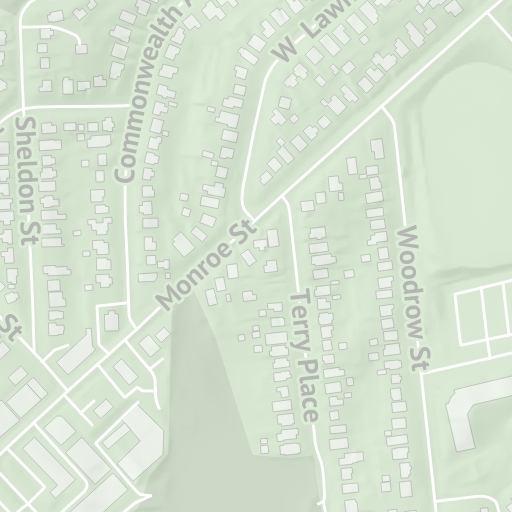 Commonwealth
W Law
Sheldon St
Monroe St
Woodrow St
Terry Place
St